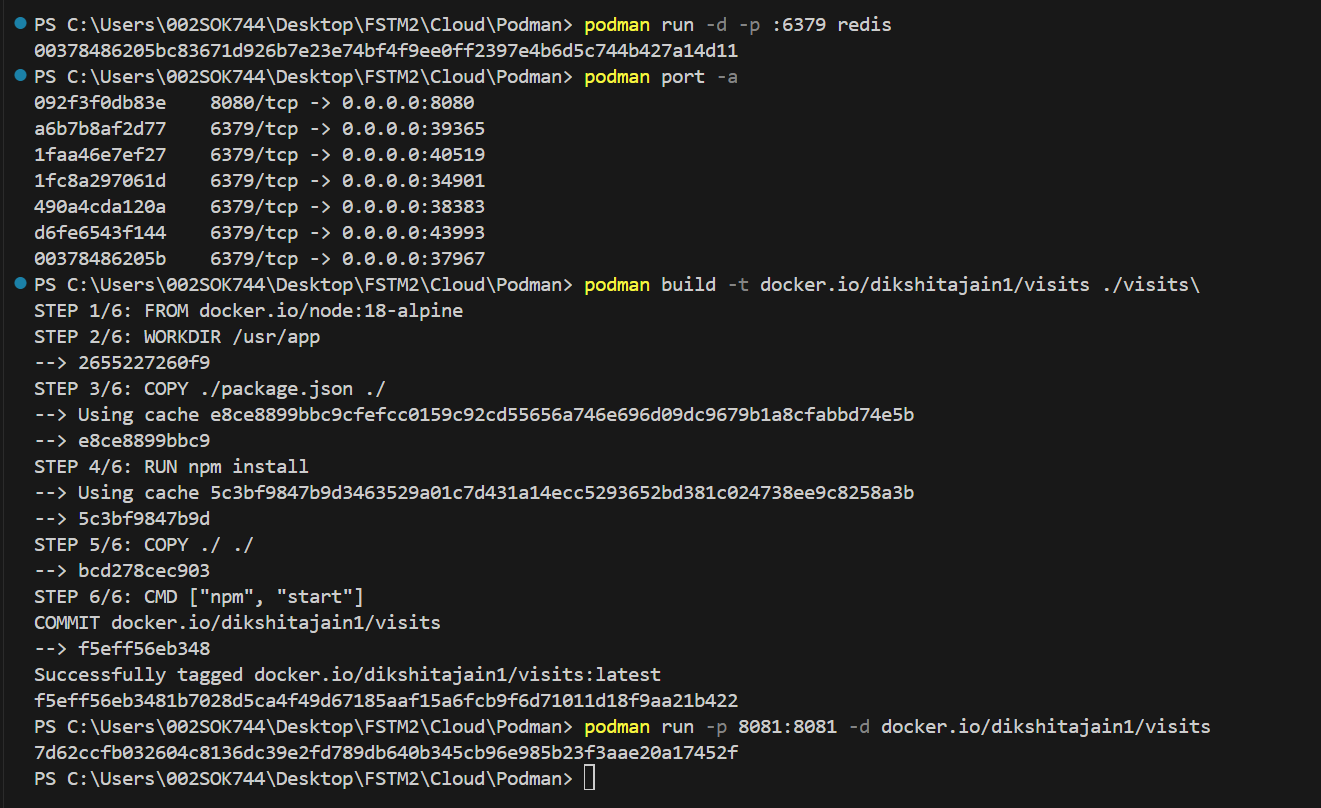 PS C:\Users\002SOK744\Desktop\FSTM2\Cloud\Podman> podman run -d -p :6379 redis
00378486205bc83671d926b7e23e74bf4f9ee0ff2397e4b6d5c744b427a14d11
PS C:\Users\002SOK744\Desktop\FSTM2\Cloud\Podman> podman port -a
092f3f0db83e    8080/tcp -> 0.0.0.0:8080
a6b7b8af2d77    6379/tcp -> 0.0.0.0:39365
1faa46e7ef27    6379/tcp -> 0.0.0.0:40519
1fc8a297061d    6379/tcp -> 0.0.0.0:34901
490a4cda120a    6379/tcp -> 0.0.0.0:38383
d6fe6543f144    6379/tcp -> 0.0.0.0:43993
00378486205b    6379/tcp -> 0.0.0.0:37967
PS C:\Users\002SOK744\Desktop\FSTM2\Cloud\Podman> podman build -t docker.io/dikshitajain1/visits ./visits\
STEP 1/6: FROM docker.io/node:18-alpine
STEP 2/6: WORKDIR /usr/app
--> 2655227260f9
STEP 3/6: COPY ./package.json ./
--> Using cache e8ce8899bbc9cfefcc0159c92cd55656a746e696d09dc9679b1a8cfabbd74e5b
--> e8ce8899bbc9
STEP 4/6: RUN npm install
--> Using cache 5c3bf9847b9d3463529a01c7d431a14ecc5293652bd381c024738ee9c8258a3b
--> 5c3bf9847b9d
STEP 5/6: COPY ./ ./
--> bcd278cec903
STEP 6/6: CMD ["npm", "start"]
COMMIT docker.io/dikshitajain1/visits
--> f5eff56eb348
Successfully tagged docker.io/dikshitajain1/visits:latest
f5eff56eb3481b7028d5ca4f49d67185aaf15a6fcb9f6d71011d18f9aa21b422
PS C:\Users\002SOK744\Desktop\FSTM2\Cloud\Podman> podman run -p 8081:8081 -d docker.io/dikshitajain1/visits
7d62ccfb032604c8136dc39e2fd789db640b345cb96e985b23f3aae20a17452f
PS C:\Users\002SOK744\Desktop\FSTM2\Cloud\Podman>